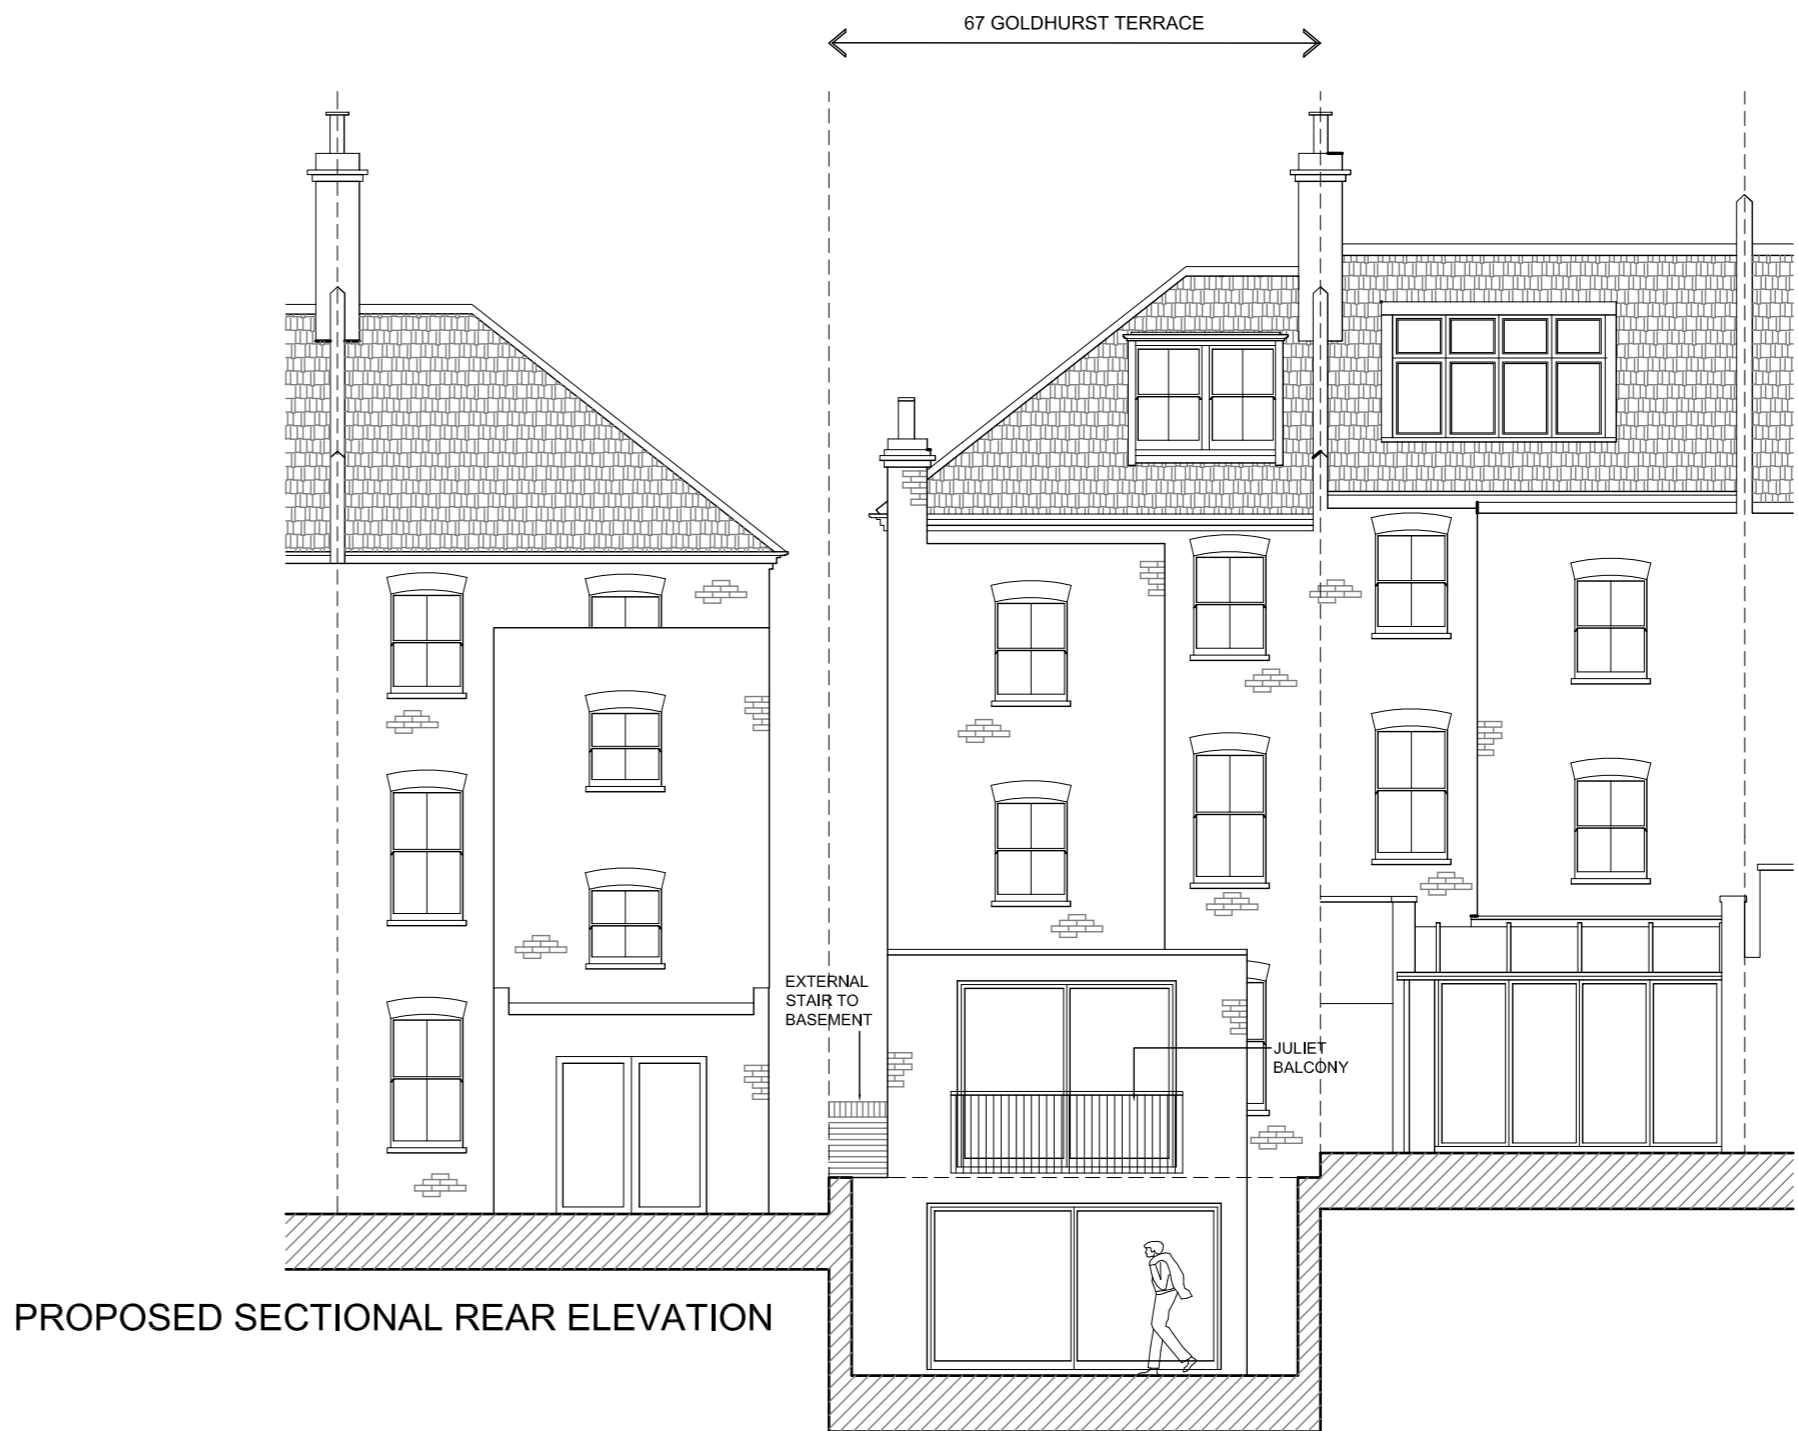 67 GOLDHURST TERRACE
EXTERNAL
STAIR TO
BASEMENT
JULIET
BALCONY
PROPOSED SECTIONAL REAR ELEVATION